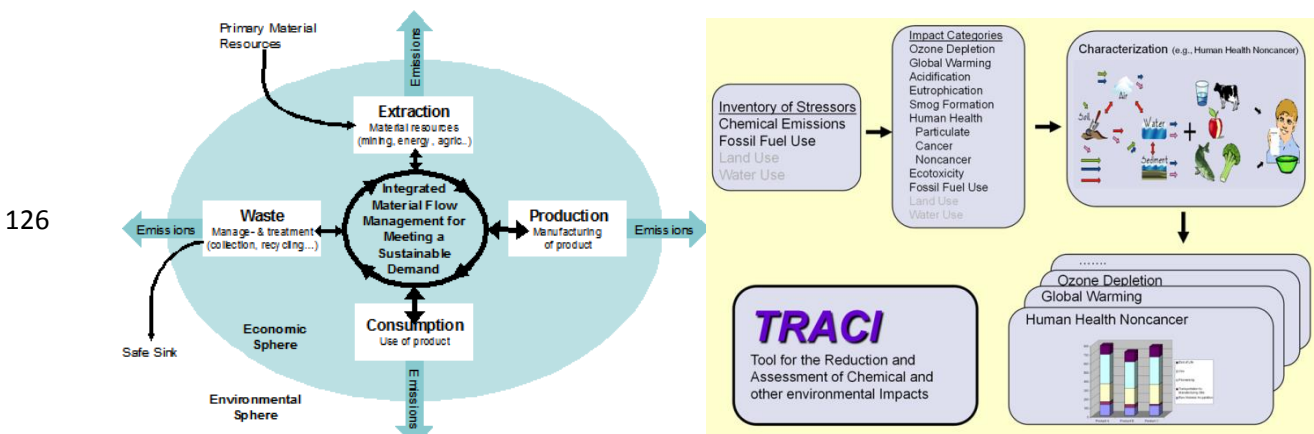 126
Primary Material
Resources
Emissions
Extraction
Material resources
(mining, energy, agric..)
Integrated
Material Flow
Management for
Meeting a
Sustainable
Demand
Emissions
Waste
Manage- & treatment
(collection, recycling...)
Production
Manufacturing
of product
Emissions
Consumption
Use of product
Safe Sink
Economic
Sphere
Environmental
Sphere
Emissions
Inventory of Stressors
Chemical Emissions
Fossil Fuel Use
Land Use
Water Use
Impact Categories
Ozone Depletion
Global Warming
Acidification
Eutrophication
Smog Formation
Human Health
Particulate
Cancer
Noncancer
Ecotoxicity
Fossil Fuel Use
Land Use
Water Use
Characterization (e.g., Human Health Noncancer)
Air
Soil
Water
Sediment
+
.......
Ozone Depletion
Global Warming
Human Health Noncancer
TRACI
Tool for the Reduction and
Assessment of Chemical and
other environmental Impacts